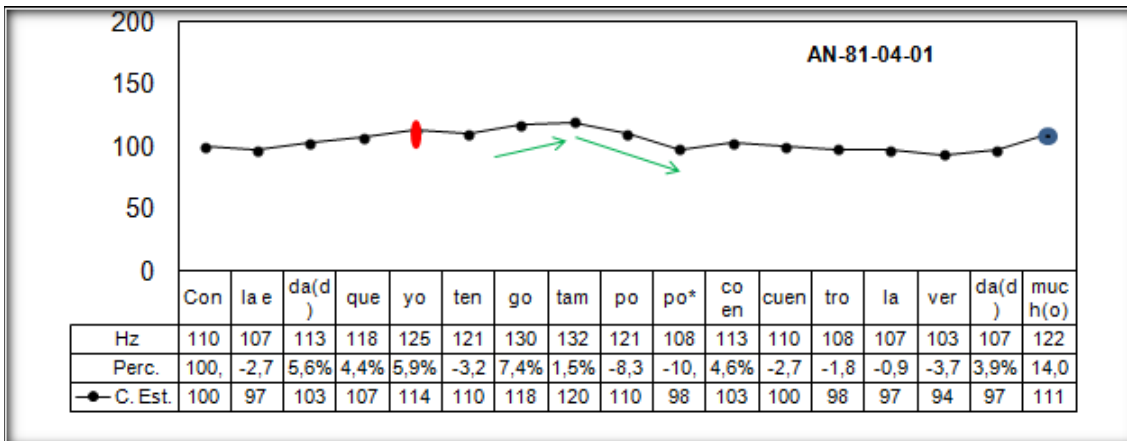 200
AN-81-04-01
150
100
50
0
Con la e da(d) que yo ten go tam po po* co en cuen tro la ver da(d) much(o)
Hz 110 107 113 118 125 121 130 132 121 108 113 110 108 107 103 107 122
Perc. 100, -2,7 5,6% 4,4% 5,9% -3,2 7,4% 1,5% -8,3 -10, 4,6% -2,7 -1,8 -0,9 -3,7 3,9% 14,0
C. Est. 100 97 103 107 114 110 118 120 110 98 103 100 98 97 94 97 111